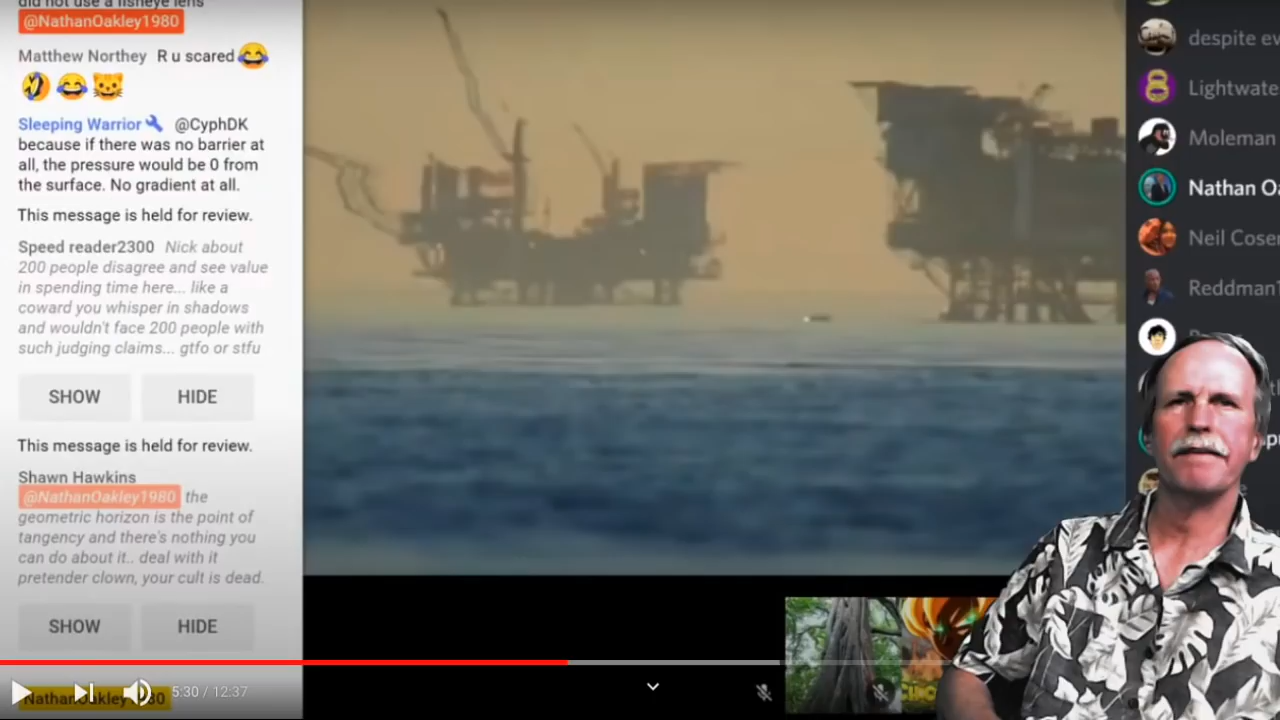 did not use a fisheye lens
@NathanOakley1980
Matthew Northey R u scared
Sleeping Warrior @CyphDK
because if there was no barrier at
all, the pressure would be 0 from
the surface. No gradient at all.
This message is held for review.
Speed reader2300 Nick about
200 people disagree and see value
in spending time here... like a
coward you whisper in shadows
and wouldn't face 200 people with
such judging claims... gtfo or stfu
SHOW HIDE
This message is held for review.
Shawn Hawkins
@NathanOakley1980 the
geometric horizon is the point of
tangency and there's nothing you
can do about it.. deal with it
pretender clown, your cult is dead.
SHOW HIDE
5:30 / 12:37
despite ev
Lightwate
Moleman
Nathan Oa
Neil Cosen
Reddman